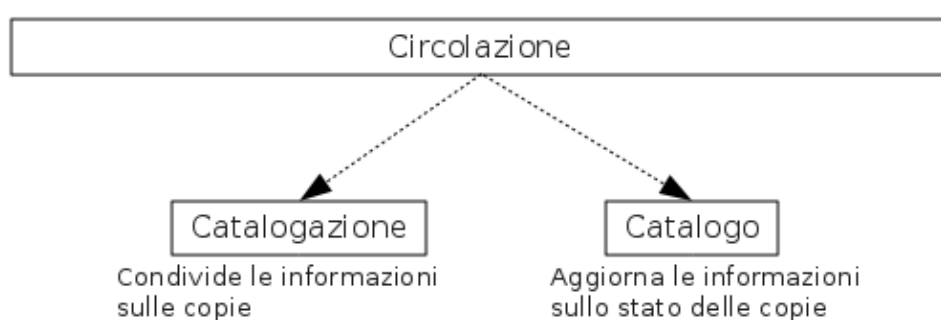 Circolazione
Catalogazione
Condivide le informazioni
sulle copie
Catalogo
Aggiorna le informazioni
sullo stato delle copie